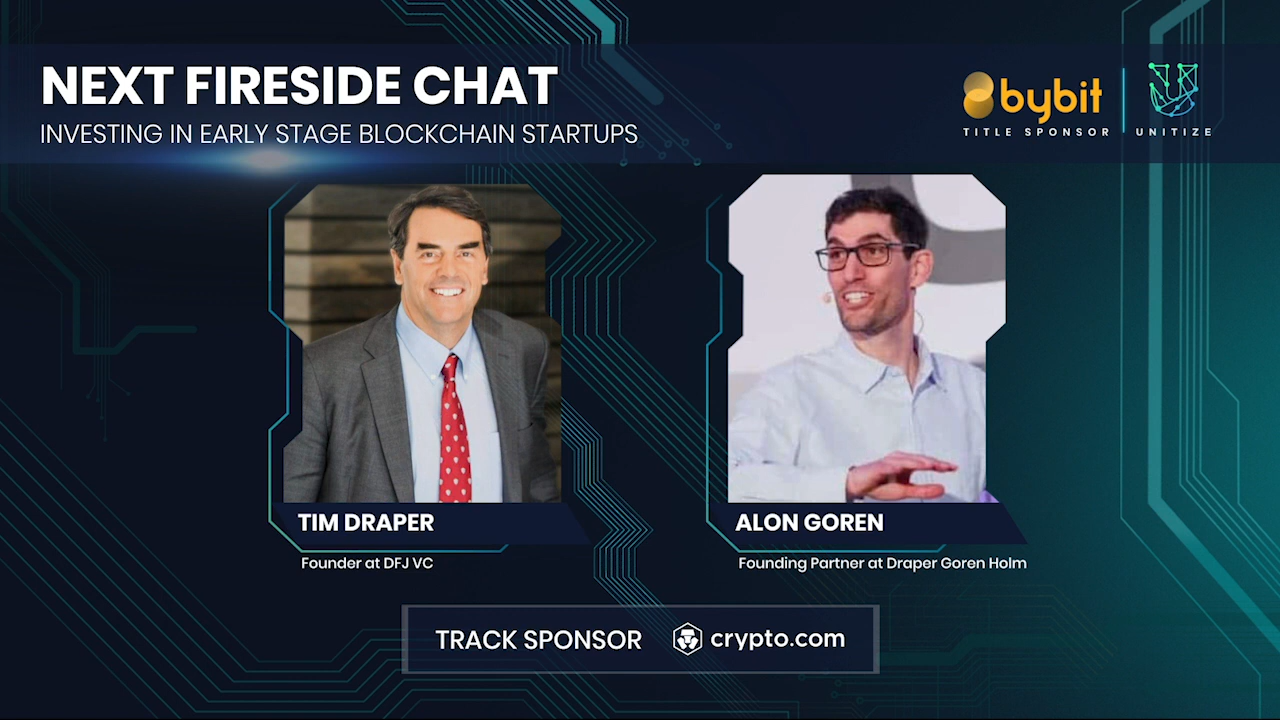 NEXT FIRESIDE CHAT
INVESTING IN EARLY STAGE BLOCKCHAIN STARTUPS
bybit
TITLE SPONSOR
UNITIZE
TIM DRAPER
Founder at DFJ VC
ALON GOREN
Founding Partner at Draper Goren Holm
TRACK SPONSOR
crypto.com